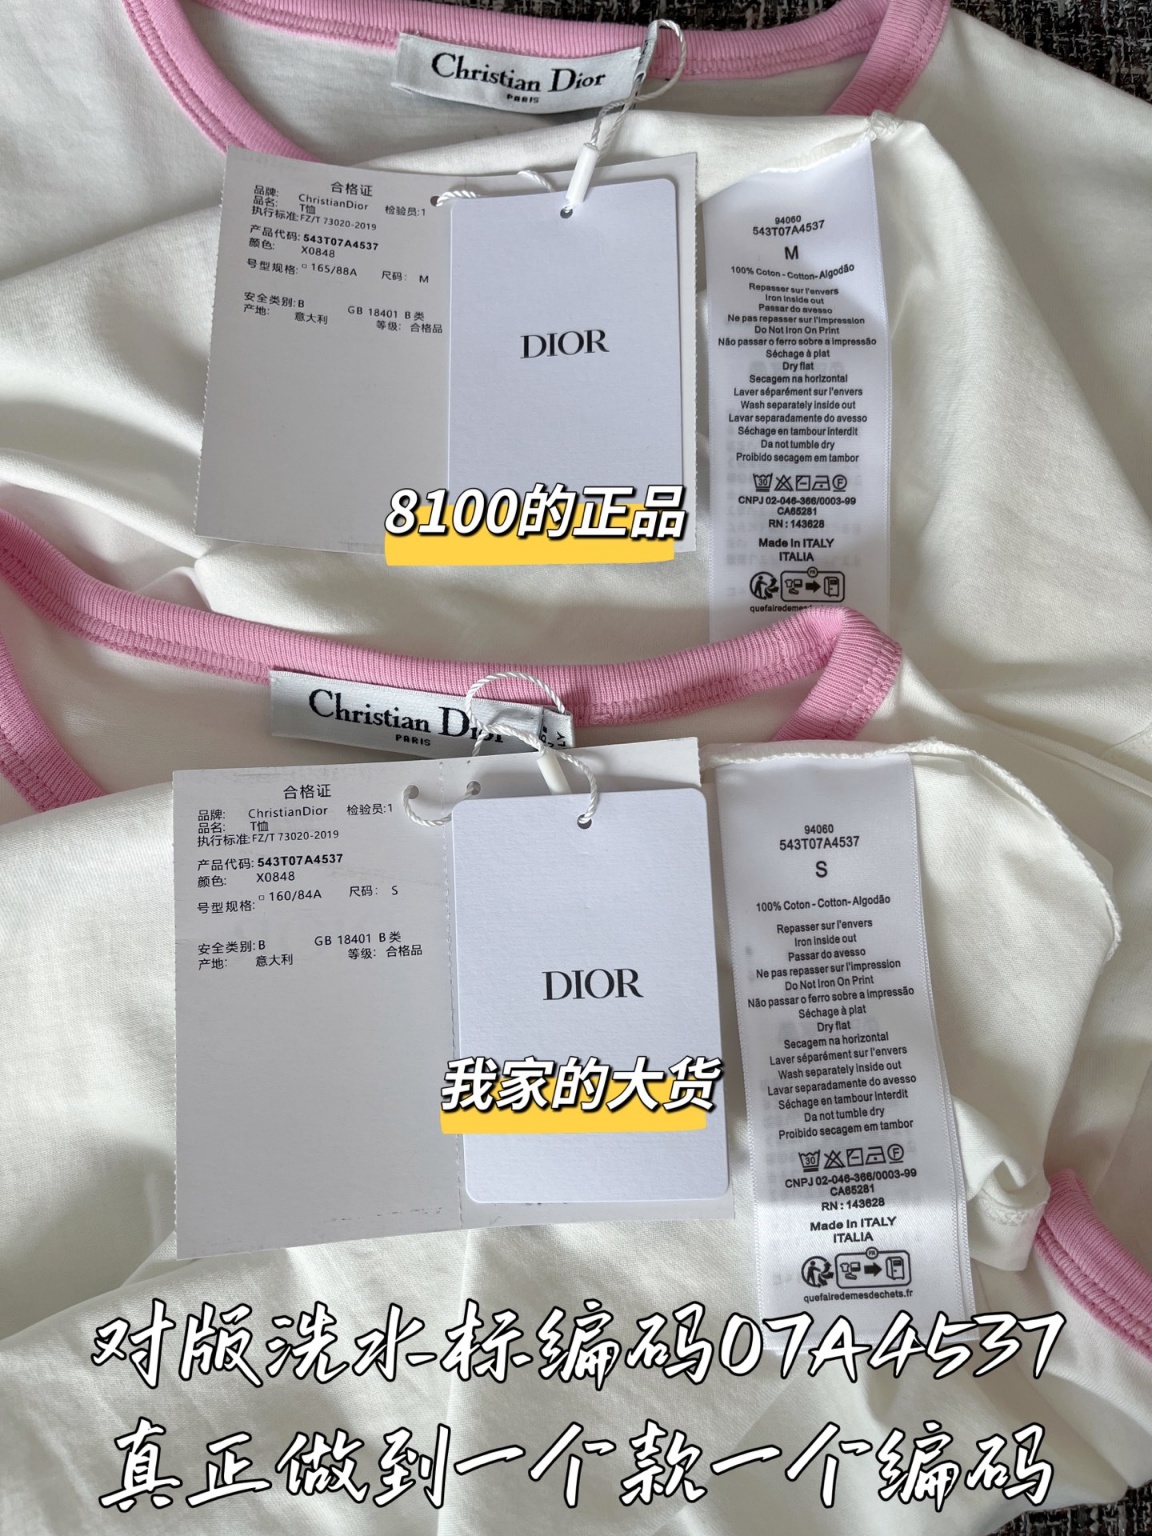 Christian Dior
PARIS
合格证
品牌: ChristianDior 检验员:1
品名: T恤
执行标准:FZ/T 73020-2019
产品代码: 543T07A4537
颜色: X0848
号型规格: 165/88A 尺码: M
安全类别:B GB 18401 B类
产地: 意大利 等级: 合格品
DIOR
94060
543T07A4537
M
100% Coton - Cotton- Algodão
Repasser sur l'envers
Iron inside out
Passar do avesso
Ne pas repasser sur l'impression
Do Not Iron On Print
Não passar o ferro sobre a impressão
Séchage à plat
Dry flat
Secagem na horizontal
Laver séparément sur l'envers
Wash separately inside out
Lavar separadamente do avesso
Séchage en tambour interdit
Da not tumble dry
Proibido secagem em tambor
30
CNPJ 02-046-366/0003-99
CA65281
RN : 143628
Made In ITALY
ITALIA
FR
quefairedemes
8100的正品
Christian Dior
PARIS
合格证
品牌: ChristianDior 检验员:1
品名: T恤
执行标准:FZ/T 73020-2019
产品代码: 543T07A4537
颜色: X0848
号型规格: 160/84A 尺码: S
安全类别:B GB 18401 B类
产地: 意大利 等级: 合格品
DIOR
94060
543T07A4537
S
100% Coton - Cotton- Algodão
Repasser sur l'envers
Iron inside out
Passar do avesso
Ne pas repasser sur l'impression
Do Not Iron On Print
Não passar o ferro sobre a impressão
Séchage à plat
Dry flat
Secagem na horizontal
Laver séparément sur l'envers
Wash separately inside out
Lavar separadamente do avesso
Séchage en tambour interdit
Da not tumble dry
Proibido secagem em tambor
30
CNPJ 02-046-366/0003-99
CA65281
RN : 143628
Made In ITALY
ITALIA
FR
quefairedemesdechets.fr
我家的大货
对版洗水标编码07A4537
真正做到一个款一个编码